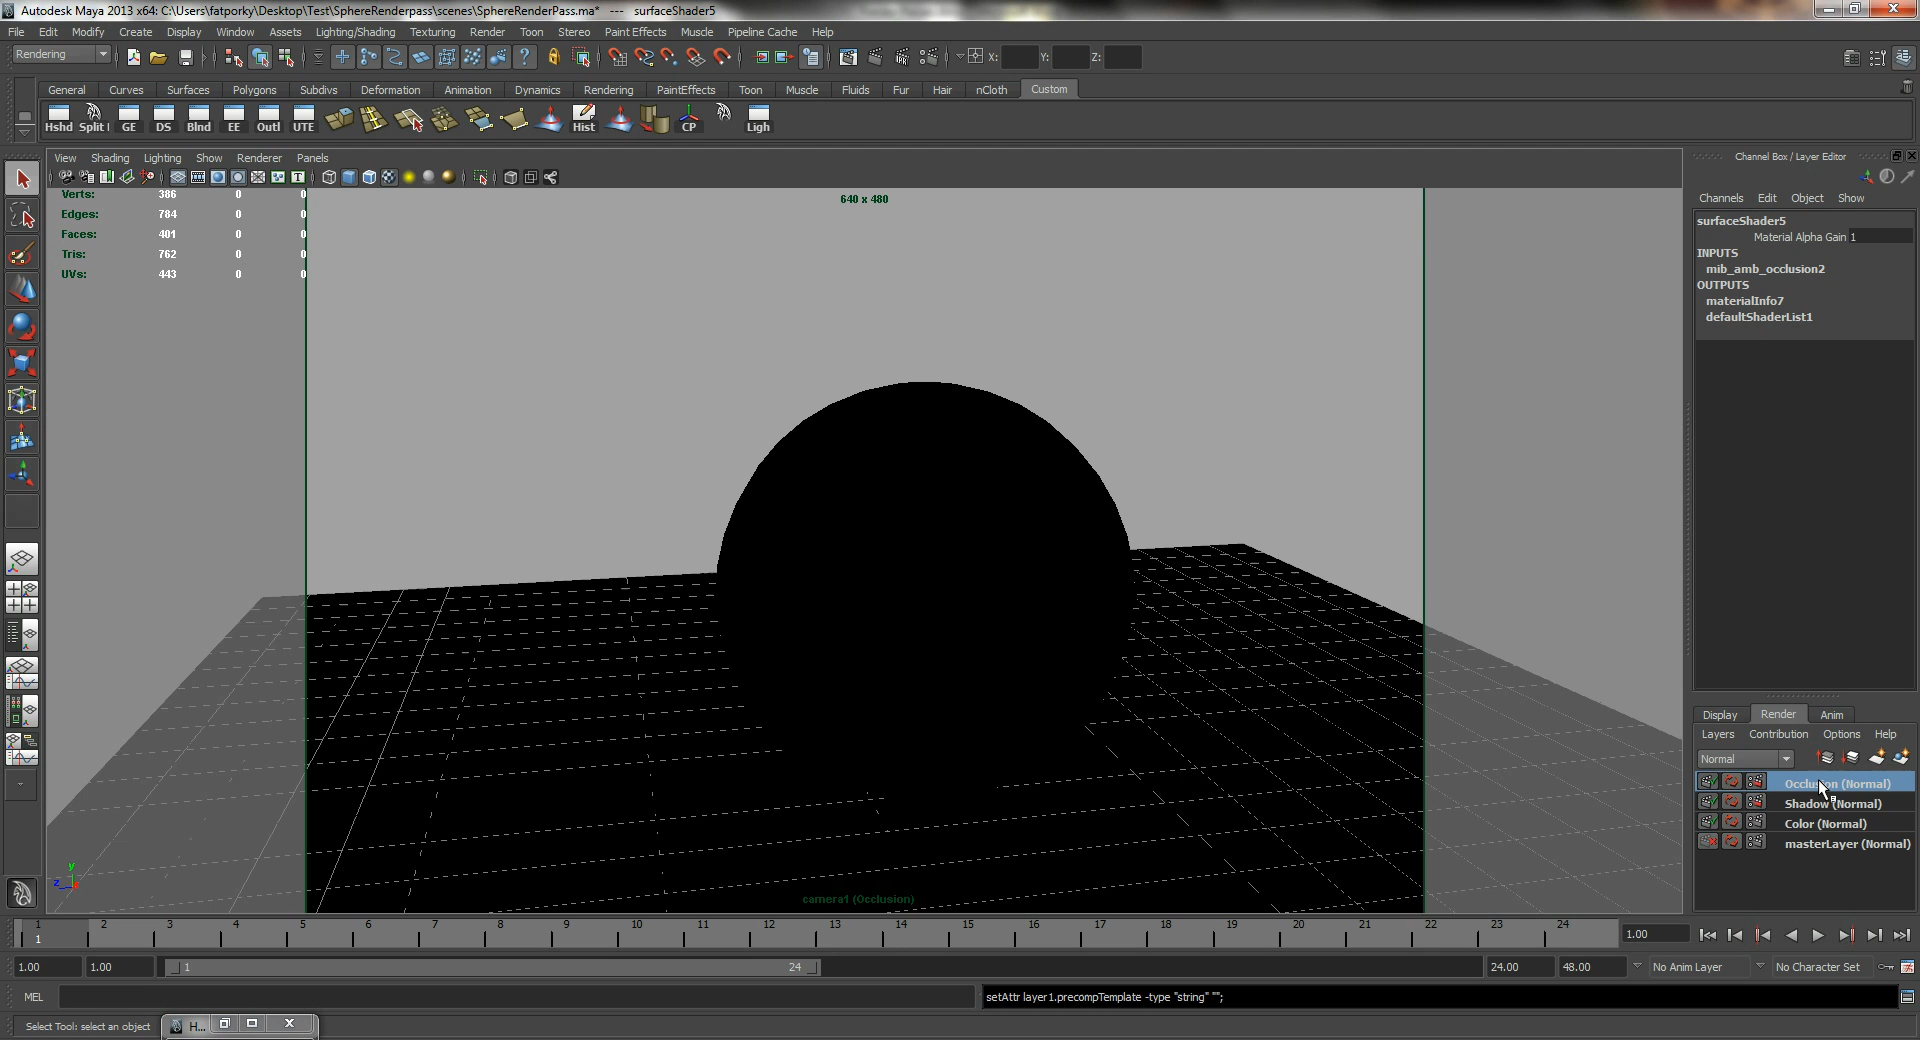 Autodesk Maya 2013 x64: C:\Users\fatporky\Desktop\Test\SphereRenderpass\scenes\SphereRenderPass.ma* --- surfaceShader5
File Edit Modify Create Display Window Assets Lighting/Shading Texturing Render Toon Stereo Paint Effects Muscle Pipeline Cache Help
Rendering X: Y: Z:
General Curves Surfaces Polygons Subdivs Deformation Animation Dynamics Rendering PaintEffects Toon Muscle Fluids Fur Hair nCloth Custom
Hshd Split GE DS Blnd EE Outl UTE Hist CP Ligh
View Shading Lighting Show Renderer Panels
Channel Box / Layer Editor
Channels Edit Object Show
Verts: 386 0 0
Edges: 784 0 0
Faces: 401 0 0
Tris: 762 0 0
UVs: 443 0 0
640 x 480
surfaceShader5
Material Alpha Gain 1
INPUTS
mib_amb_occlusion2
OUTPUTS
materialInfo7
defaultShaderList1
Display Render Anim
Layers Contribution Options Help
Normal
Occlusion (Normal)
Shadow (Normal)
Color (Normal)
masterLayer (Normal)
y
z
camera1 (Occlusion)
1 2 3 4 5 6 7 8 9 10 11 12 13 14 15 16 17 18 19 20 21 22 23 24
1 1.00
1.00 1.00 1 24 24.00 48.00 No Anim Layer No Character Set
MEL setAttr layer1.precompTemplate -type "string" "";
Select Tool: select an object H...